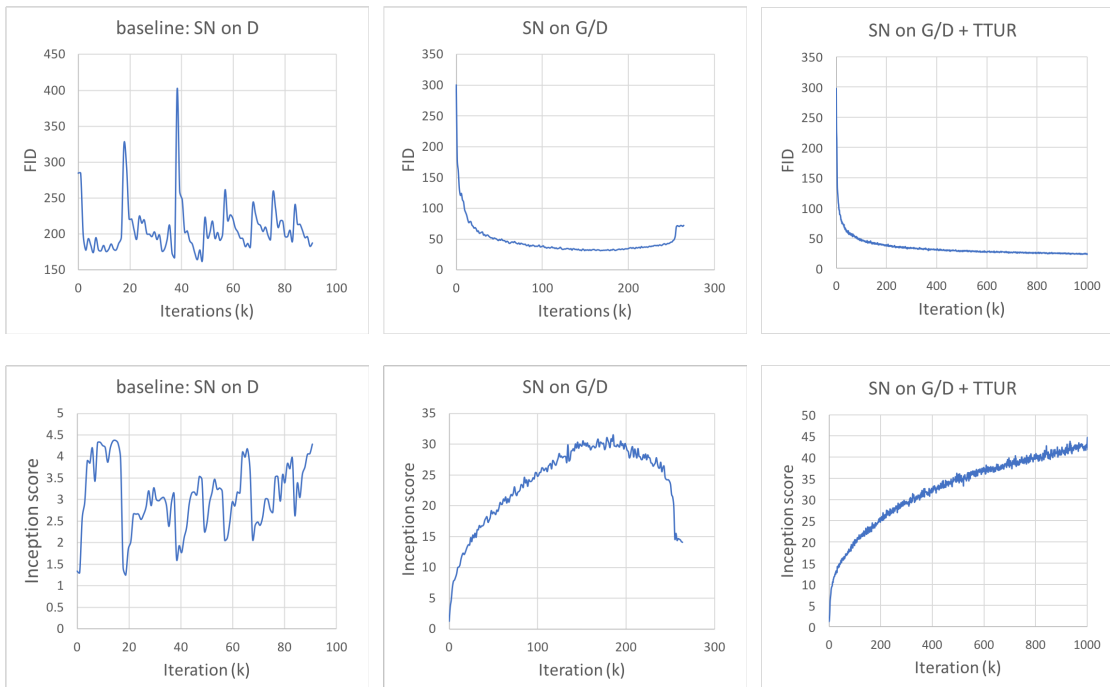 baseline: SN on D
450
400
350
300
250
200
150
FID
0 20 40 60 80 100
Iterations (k)
SN on G/D
350
300
250
200
150
100
50
0
FID
0 100 200 300
Iterations (k)
SN on G/D + TTUR
350
300
250
200
150
100
50
0
FID
0 200 400 600 800 1000
Iteration (k)
baseline: SN on D
5
4.5
4
3.5
3
2.5
2
1.5
1
0.5
0
Inception score
0 20 40 60 80 100
Iteration (k)
SN on G/D
35
30
25
20
15
10
5
0
Inception score
0 100 200 300
Iteration (k)
SN on G/D + TTUR
50
45
40
35
30
25
20
15
10
5
0
Inception score
0 200 400 600 800 1000
Iteration (k)